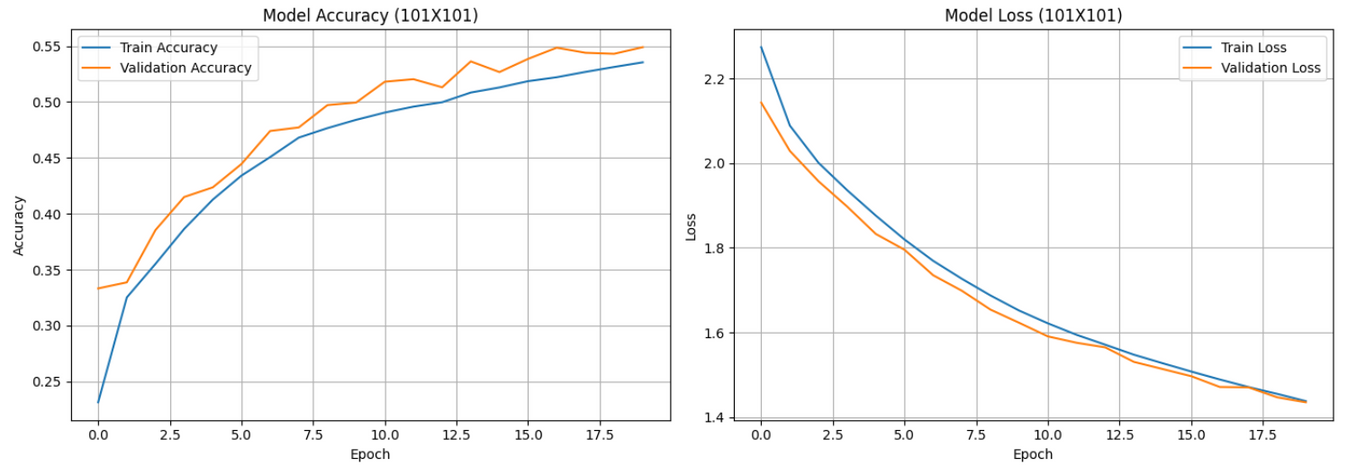 Model Accuracy (101X101)
Train Accuracy
Validation Accuracy
Accuracy
0.55
0.50
0.45
0.40
0.35
0.30
0.25
0.0 2.5 5.0 7.5 10.0 12.5 15.0 17.5
Epoch
Model Loss (101X101)
Train Loss
Validation Loss
Loss
2.2
2.0
1.8
1.6
1.4
0.0 2.5 5.0 7.5 10.0 12.5 15.0 17.5
Epoch